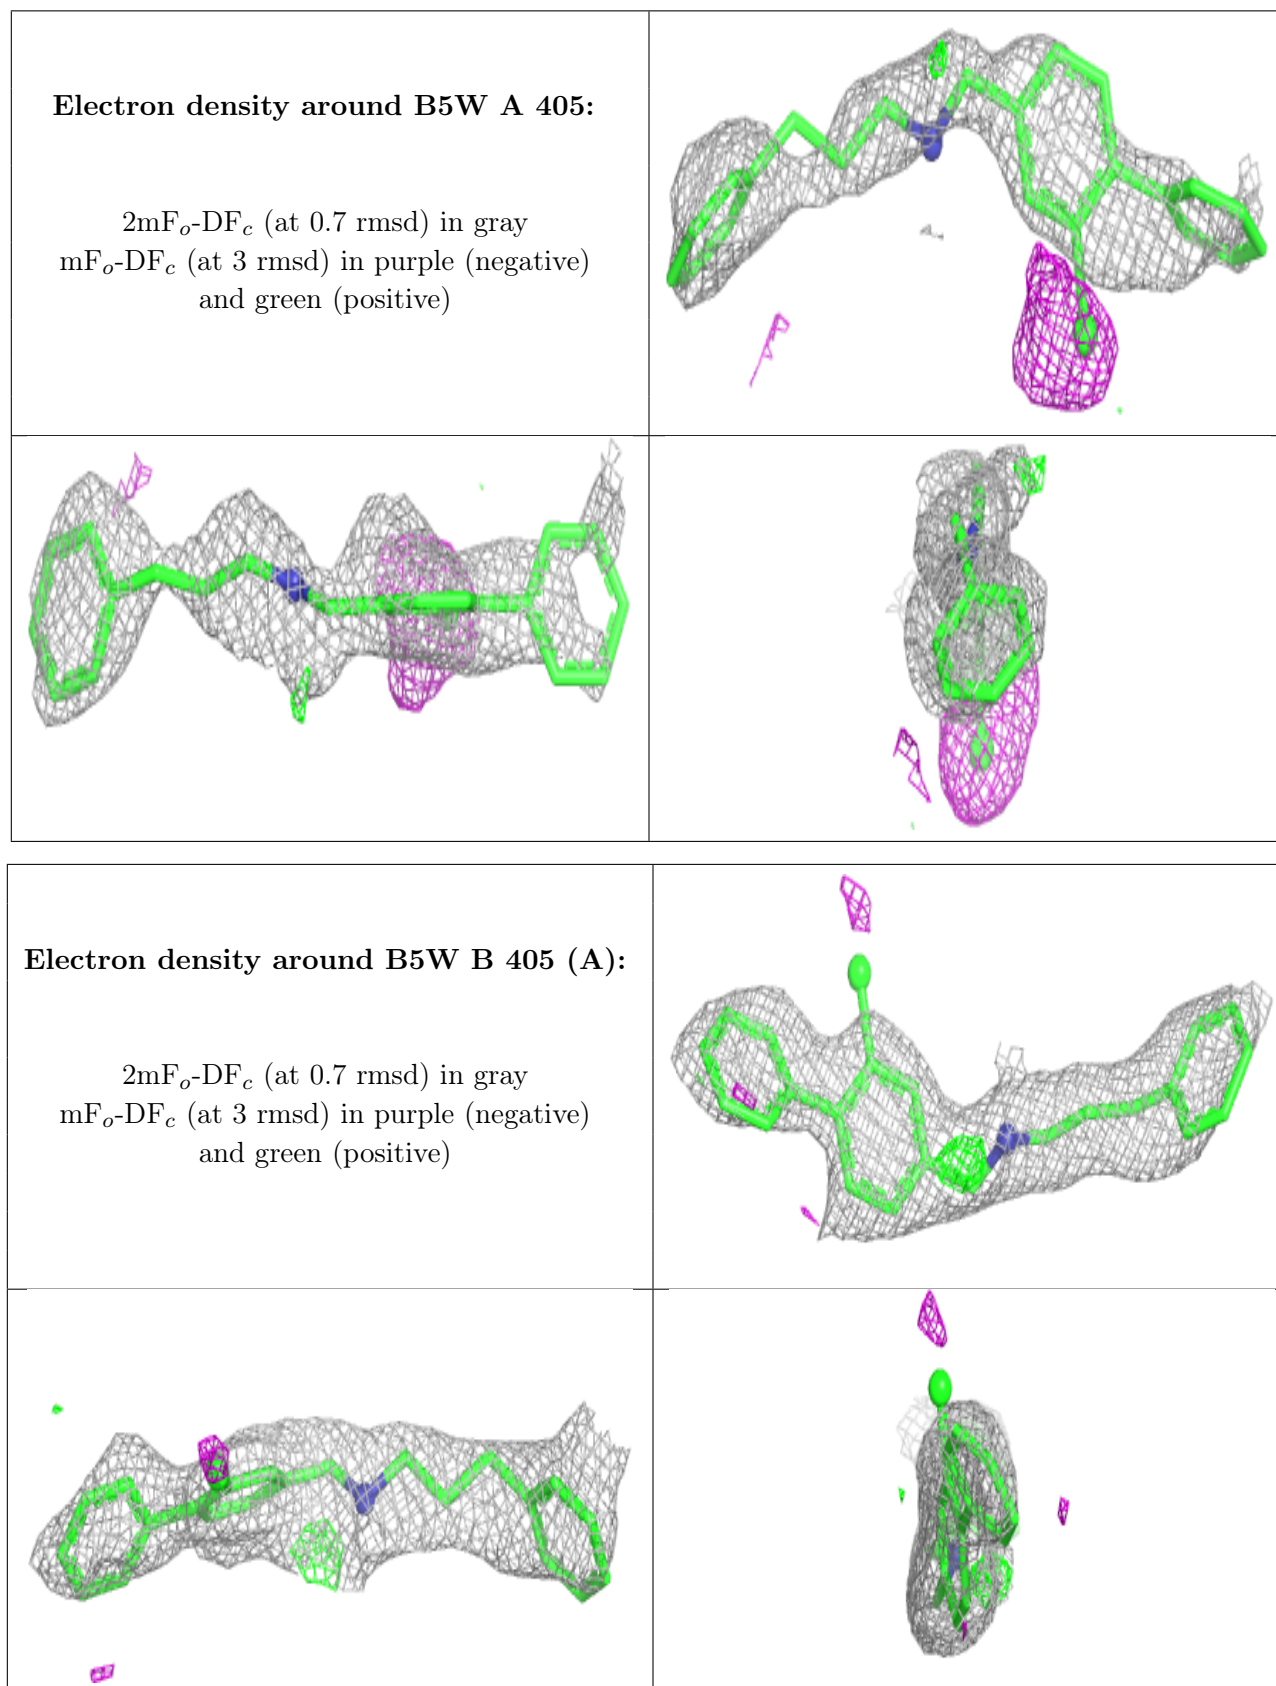 Electron density around B5W A 405:
2mFo-DFc (at 0.7 rmsd) in gray
mFo-DFc (at 3 rmsd) in purple (negative)
and green (positive)
Electron density around B5W B 405 (A):
2mFo-DFc (at 0.7 rmsd) in gray
mFo-DFc (at 3 rmsd) in purple (negative)
and green (positive)